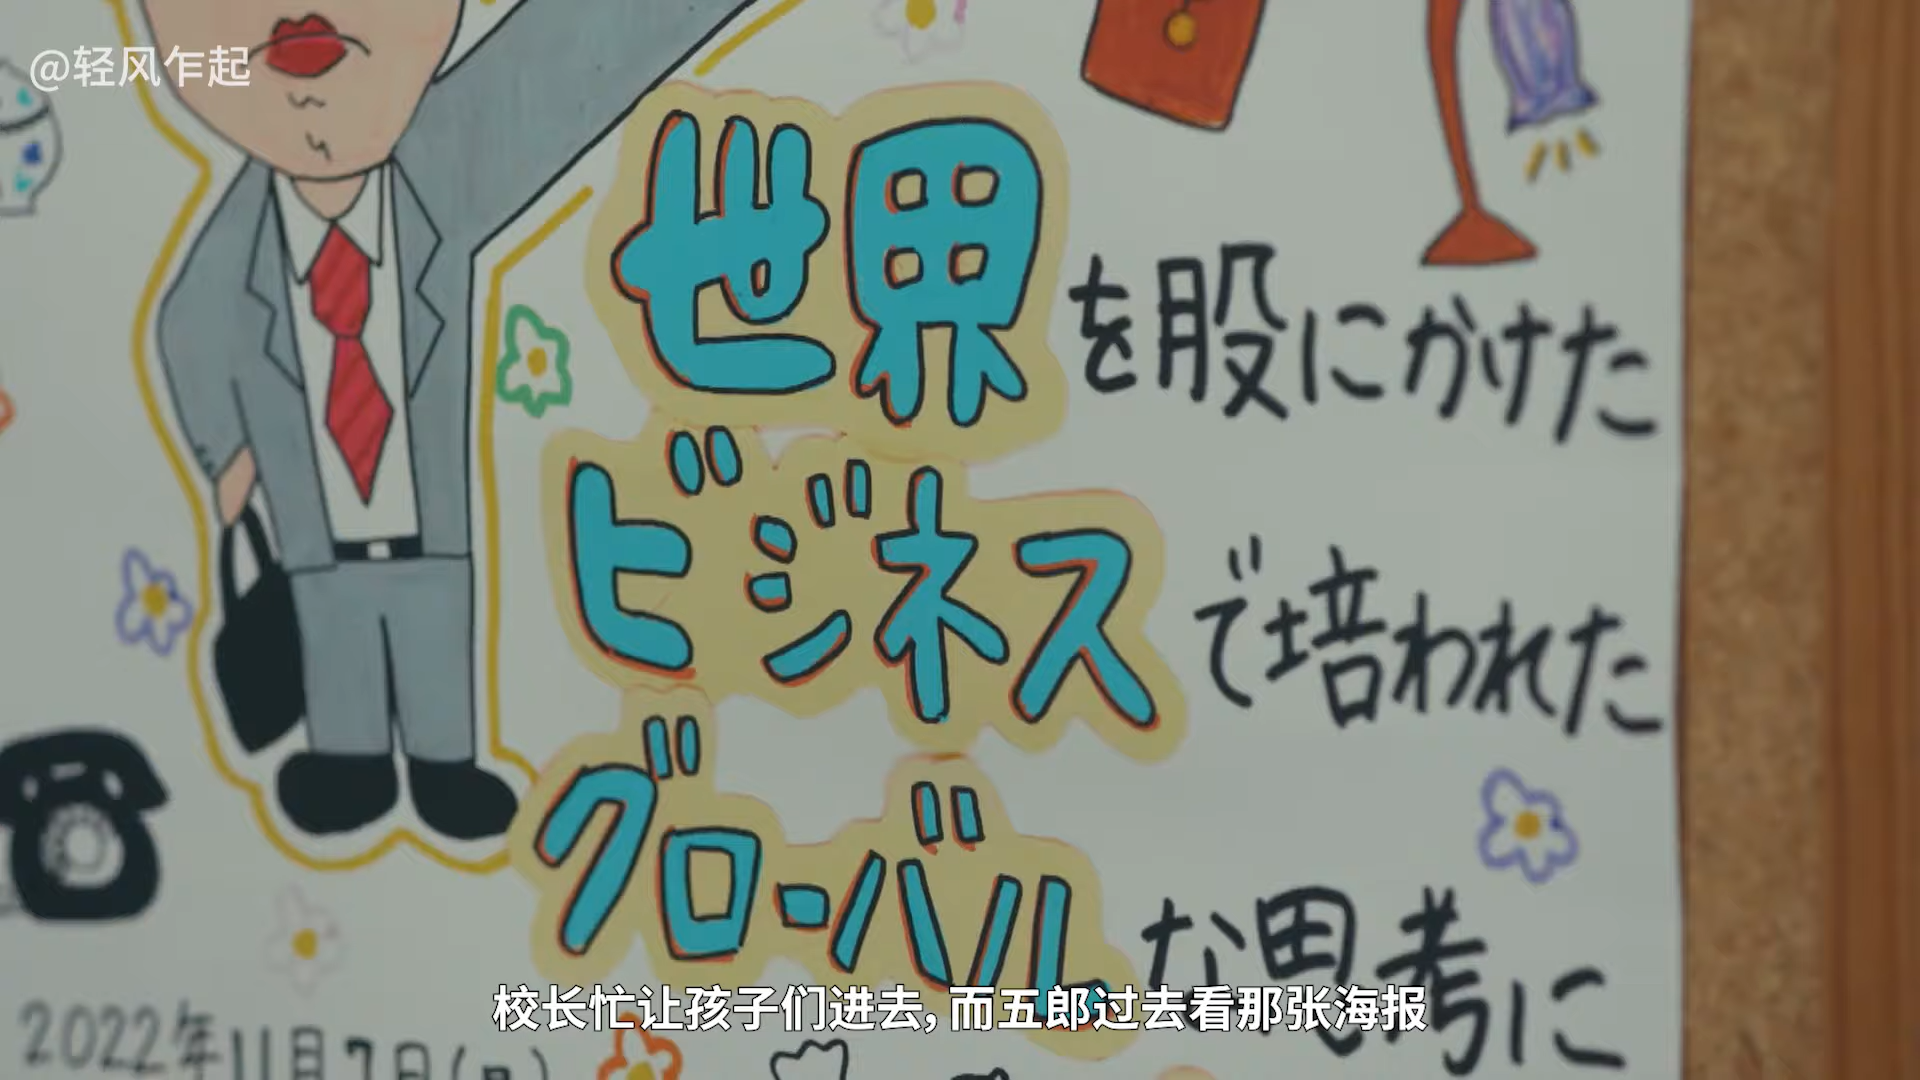 @轻风乍起
世界を股にかけた
ビジネスで培われた
グローバルな思考に
2022年11月7日(月)
校长忙让孩子们进去,而五郎过去看那张海报